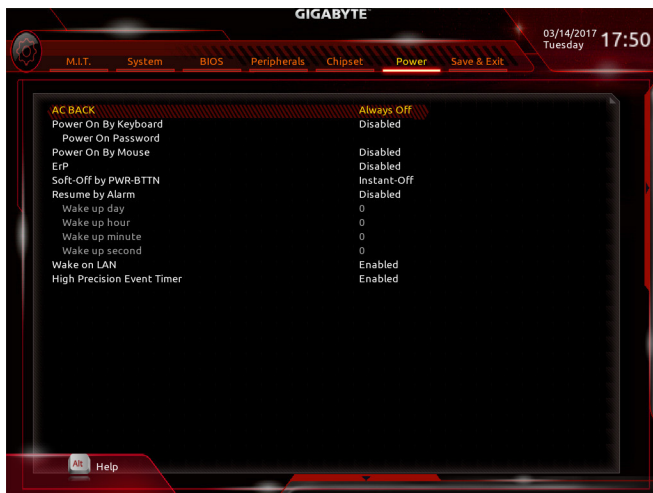 GIGABYTE™
03/14/2017 17:50
Tuesday
M.I.T. System BIOS Peripherals Chipset Power Save & Exit
AC BACK Always Off
Power On By Keyboard Disabled
Power On Password
Power On By Mouse Disabled
ErP Disabled
Soft-Off by PWR-BTTN Instant-Off
Resume by Alarm Disabled
Wake up day 0
Wake up hour 0
Wake up minute 0
Wake up second 0
Wake on LAN Enabled
High Precision Event Timer Enabled
Alt Help